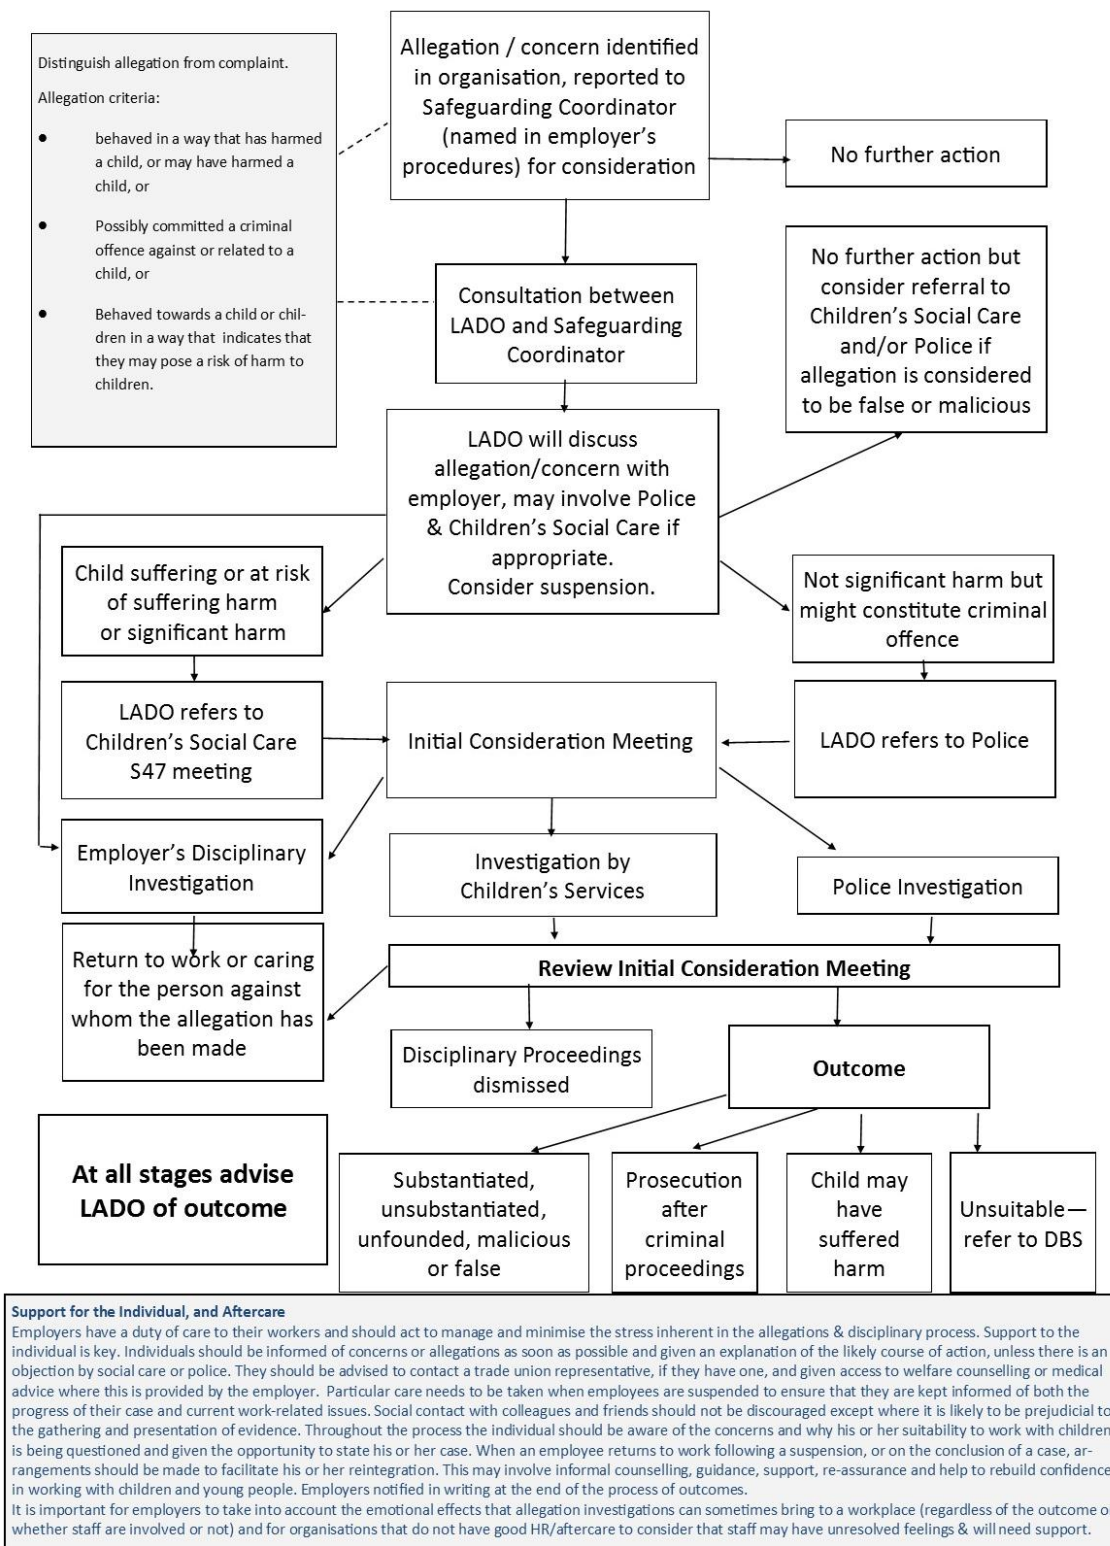 Distinguish allegation from complaint.
Allegation criteria:
● behaved in a way that has harmed
a child, or may have harmed a
child, or
● Possibly committed a criminal
offence against or related to a
child, or
● Behaved towards a child or chil-
dren in a way that indicates that
they may pose a risk of harm to
children.
Allegation / concern identified
in organisation, reported to
Safeguarding Coordinator
(named in employer's
procedures) for consideration
No further action
Consultation between
LADO and Safeguarding
Coordinator
No further action but
consider referral to
Children's Social Care
and/or Police if
allegation is considered
to be false or malicious
LADO will discuss
allegation/concern with
employer, may involve Police
& Children's Social Care if
appropriate.
Consider suspension.
Child suffering or at risk
of suffering harm
or significant harm
Not significant harm but
might constitute criminal
offence
LADO refers to
Children's Social Care
S47 meeting
Initial Consideration Meeting
LADO refers to Police
Employer's Disciplinary
Investigation
Investigation by
Children's Services
Police Investigation
Return to work or caring
for the person against
whom the allegation has
been made
Review Initial Consideration Meeting
Disciplinary Proceedings
dismissed
Outcome
At all stages advise
LADO of outcome
Substantiated,
unsubstantiated,
unfounded, malicious
or false
Prosecution
after
criminal
proceedings
Child may
have
suffered
harm
Unsuitable—
refer to DBS
Support for the Individual, and Aftercare
Employers have a duty of care to their workers and should act to manage and minimise the stress inherent in the allegations & disciplinary process. Support to the
individual is key. Individuals should be informed of concerns or allegations as soon as possible and given an explanation of the likely course of action, unless there is an
objection by social care or police. They should be advised to contact a trade union representative, if they have one, and given access to welfare counselling or medical
advice where this is provided by the employer. Particular care needs to be taken when employees are suspended to ensure that they are kept informed of both the
progress of their case and current work-related issues. Social contact with colleagues and friends should not be discouraged except where it is likely to be prejudicial to
the gathering and presentation of evidence. Throughout the process the individual should be aware of the concerns and why his or her suitability to work with children
is being questioned and given the opportunity to state his or her case. When an employee returns to work following a suspension, or on the conclusion of a case, ar-
rangements should be made to facilitate his or her reintegration. This may involve informal counselling, guidance, support, re-assurance and help to rebuild confidence
in working with children and young people. Employers notified in writing at the end of the process of outcomes.
It is important for employers to take into account the emotional effects that allegation investigations can sometimes bring to a workplace (regardless of the outcome o
whether staff are involved or not) and for organisations that do not have good HR/aftercare to consider that staff may have unresolved feelings & will need support.